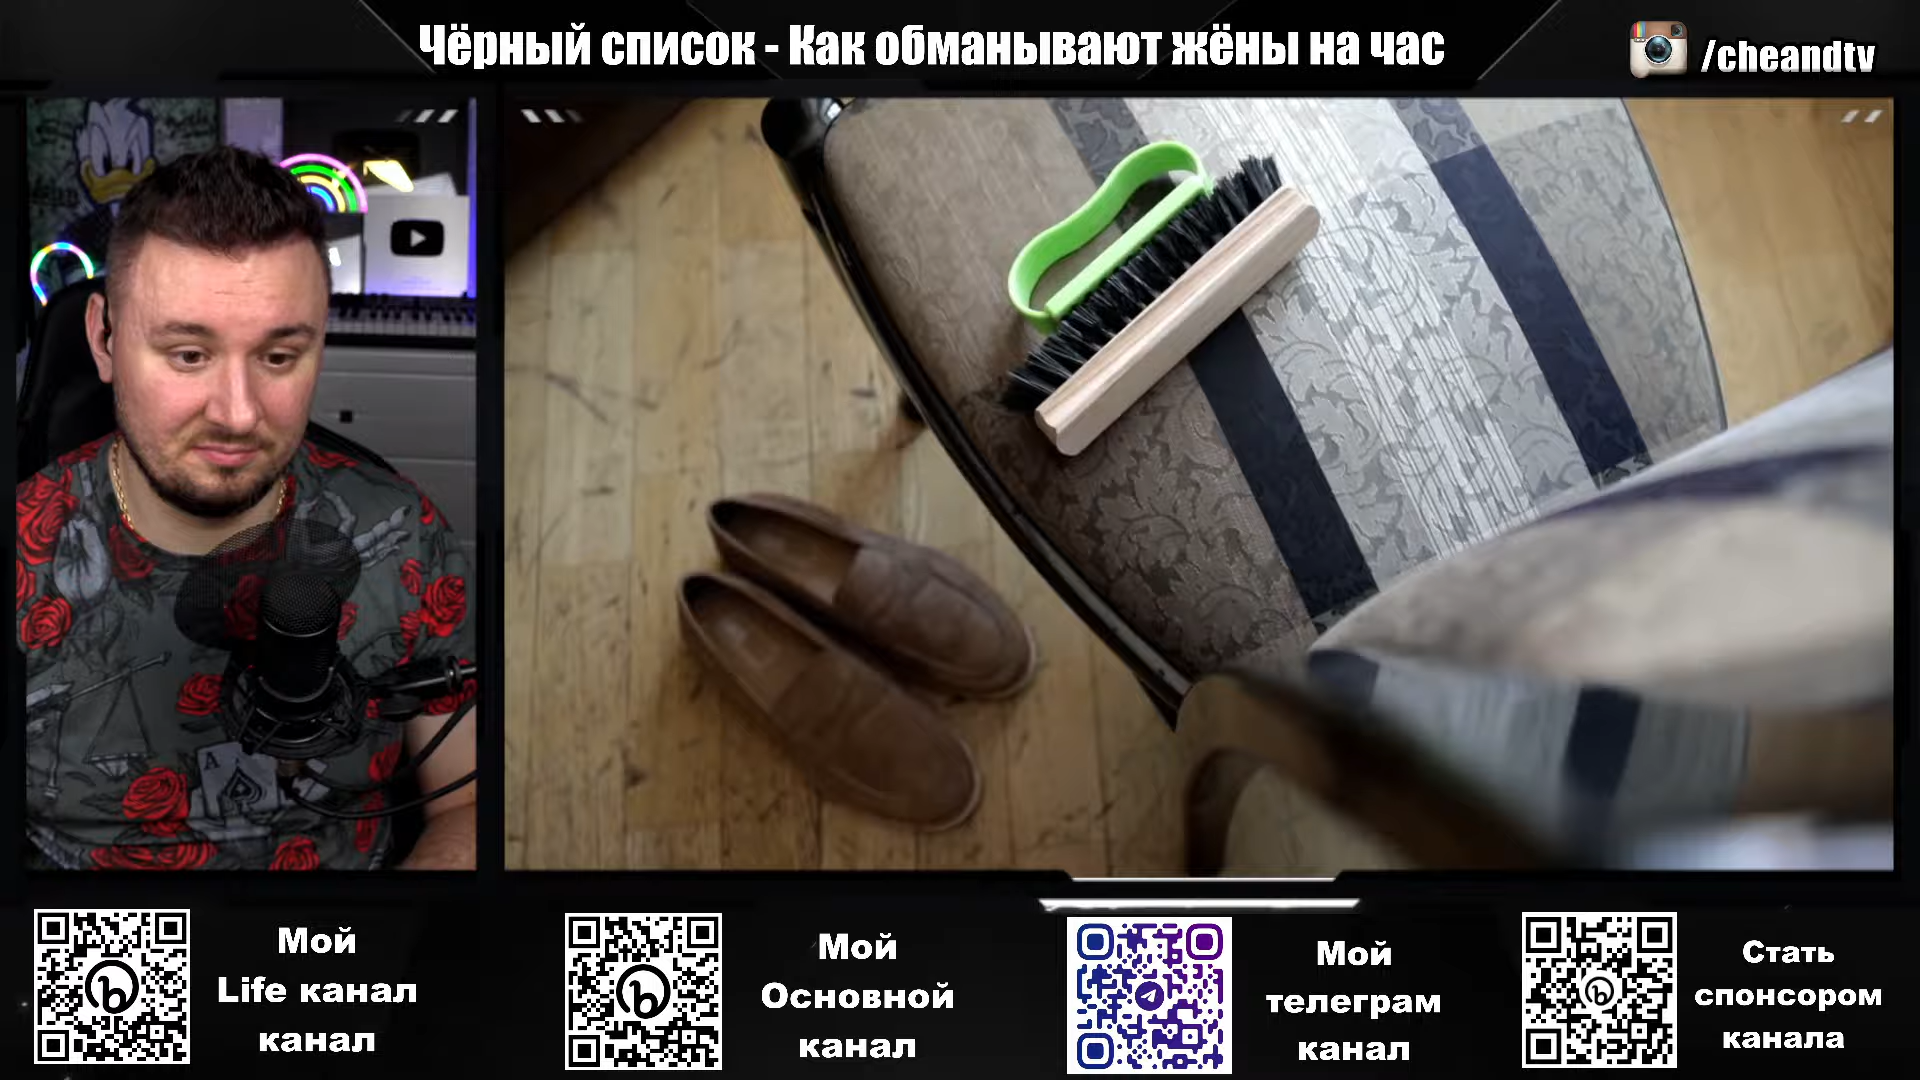 Чёрный список - Как обманывают жёны на час
/cheandtv
Мой
Life канал
канал
Мой
Основной
канал
Мой
телеграм
канал
Стать
спонсором
канала